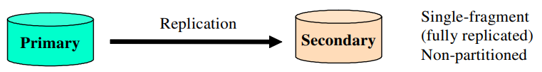 Primary
Replication
Secondary
Single-fragment
(fully replicated)
Non-partitioned